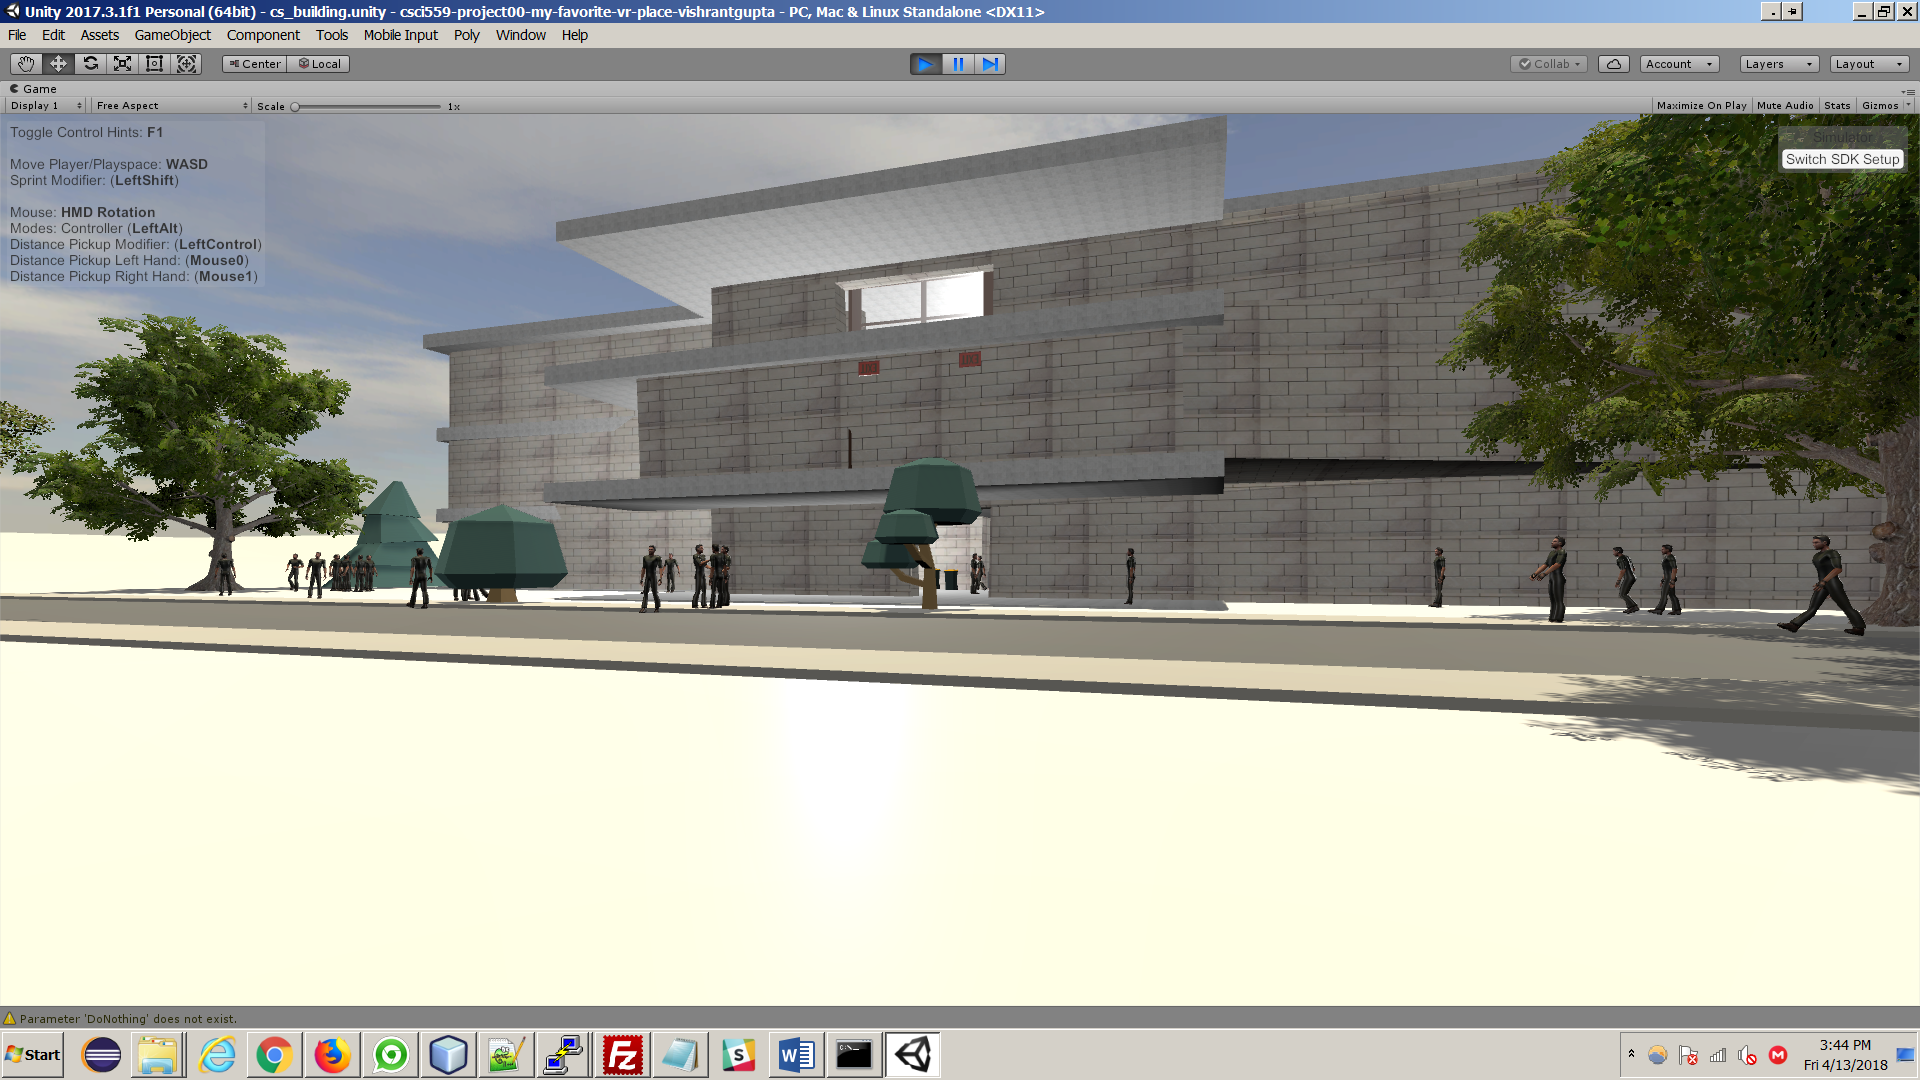 Unity 2017.3.1f1 Personal (64bit) - cs_building.unity - csci559-project00-my-favorite-vr-place-vishrantgupta - PC, Mac & Linux Standalone <DX11>
File Edit Assets GameObject Component Tools Mobile Input Poly Window Help
Center Local Collab Account Layers Layout
Game
Display 1 Free Aspect Scale 1x Maximize On Play Mute Audio Stats Gizmos
Toggle Control Hints: F1
Simulator
Switch SDK Setup
Move Player/Playspace: WASD
Sprint Modifier: (LeftShift)
Mouse: HMD Rotation
Modes: Controller (LeftAlt)
Distance Pickup Modifier: (LeftControl)
Distance Pickup Left Hand: (Mouse0)
Distance Pickup Right Hand: (Mouse1)
Parameter 'DoNothing' does not exist.
Start
3:44 PM
Fri 4/13/2018